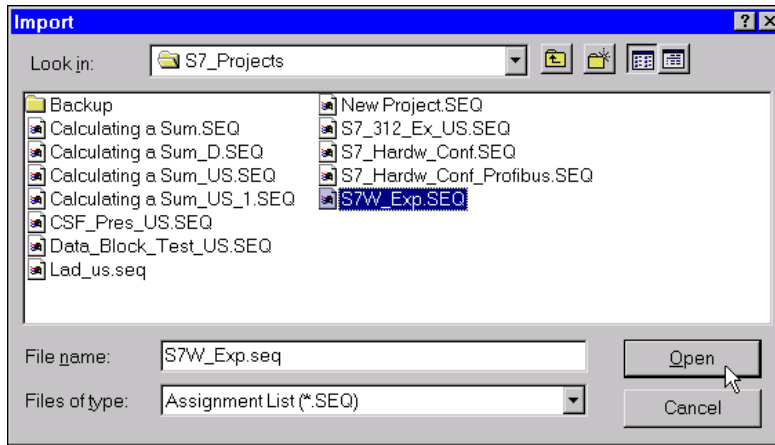 Import
Look in: S7_Projects
Backup
Calculating a Sum.SEQ
Calculating a Sum_D.SEQ
Calculating a Sum_US.SEQ
Calculating a Sum_US_1.SEQ
CSF_Pres_US.SEQ
Data_Block_Test_US.SEQ
Lad_us.seq
New Project.SEQ
S7_312_Ex_US.SEQ
S7_Hardw_Conf.SEQ
S7_Hardw_Conf_Profibus.SEQ
S7W_Exp.SEQ
File name: S7W_Exp.seq
Open
Files of type: Assignment List (*.SEQ)
Cancel